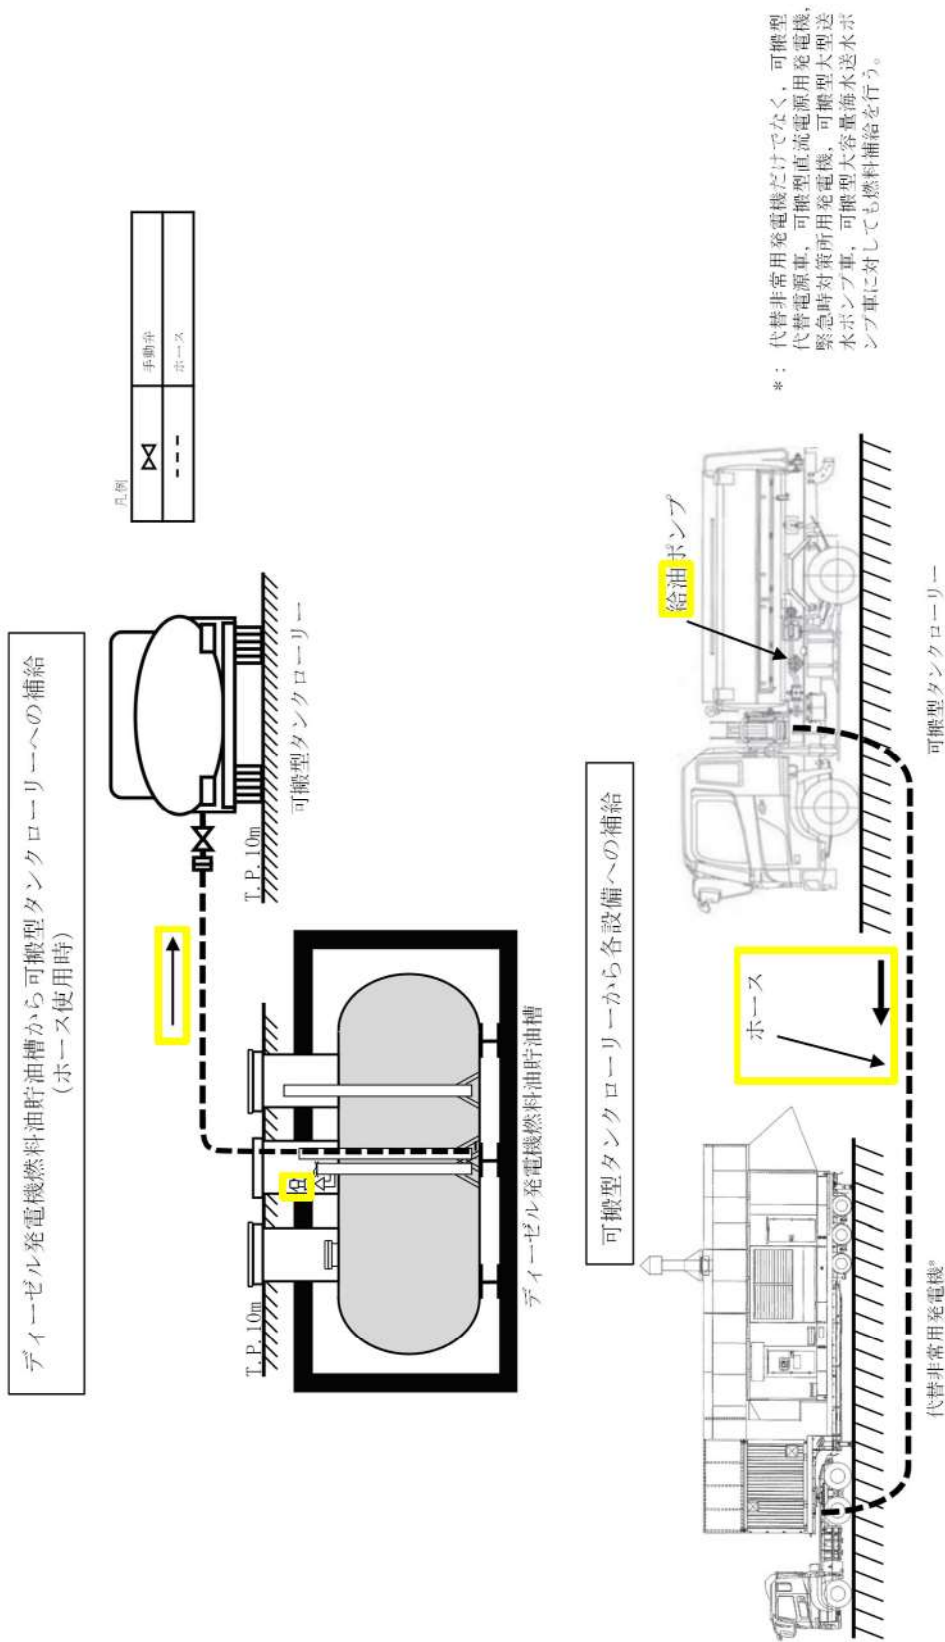 ディーゼル発電機燃料油貯油槽から可搬型タンクローリーへの補給
(ホース使用時)
凡例
手動弁
ホース
T.P. 10m
T.P. 10m
可搬型タンクローリー
ディーゼル発電機燃料油貯油槽
可搬型タンクローリーから各設備への補給
給油ポンプ
ホース
代替非常用発電機*
可搬型タンクローリー
*: 代替非常用発電機だけでなく, 可搬型
代替電源車, 可搬型直流電源用発電機,
緊急時対策所用発電機, 可搬型大型送
水ポンプ車, 可搬型大容量海水送水ポ
ンプ車に対しても燃料補給を行う。